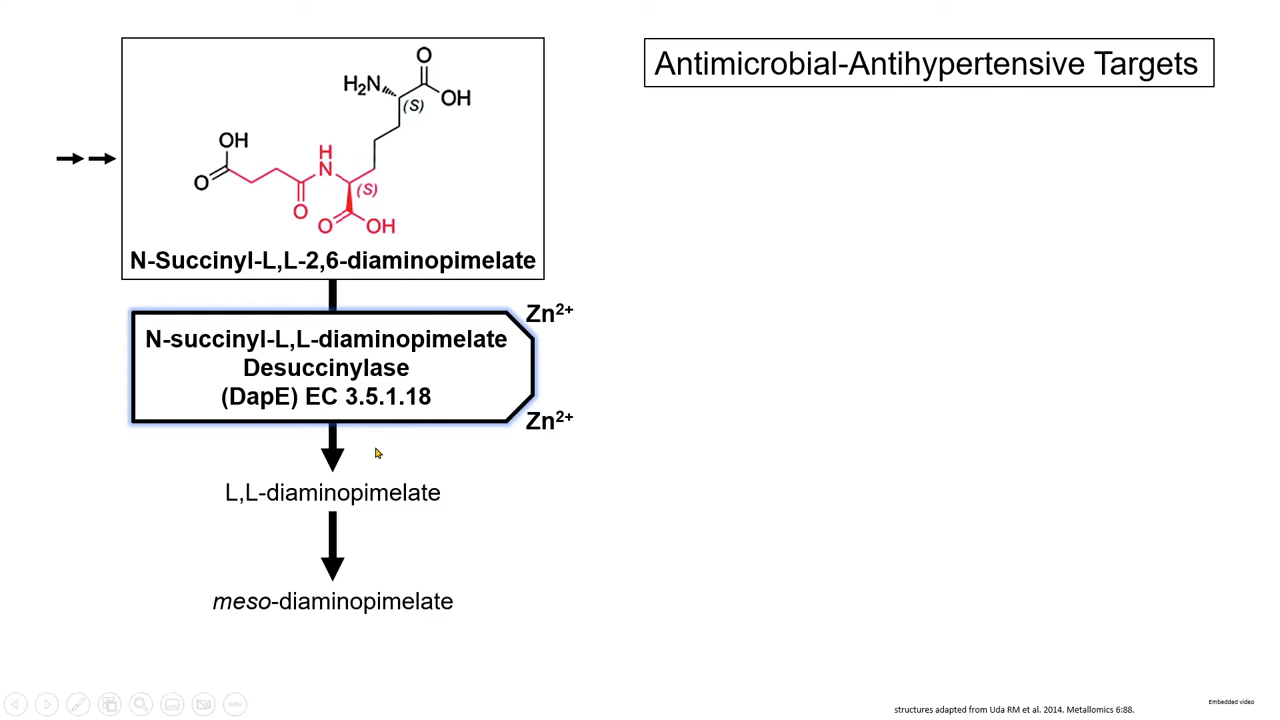 Antimicrobial-Antihypertensive Targets
O
H₂N
OH
(S)
OH
H
N
O
(S)
O
O
OH
N-Succinyl-L,L-2,6-diaminopimelate
Zn²⁺
N-succinyl-L,L-diaminopimelate
Desuccinylase
(DapE) EC 3.5.1.18
Zn²⁺
L,L-diaminopimelate
meso-diaminopimelate
Embedded video
structures adapted from Uda RM et al. 2014. Metallomics 6:88.